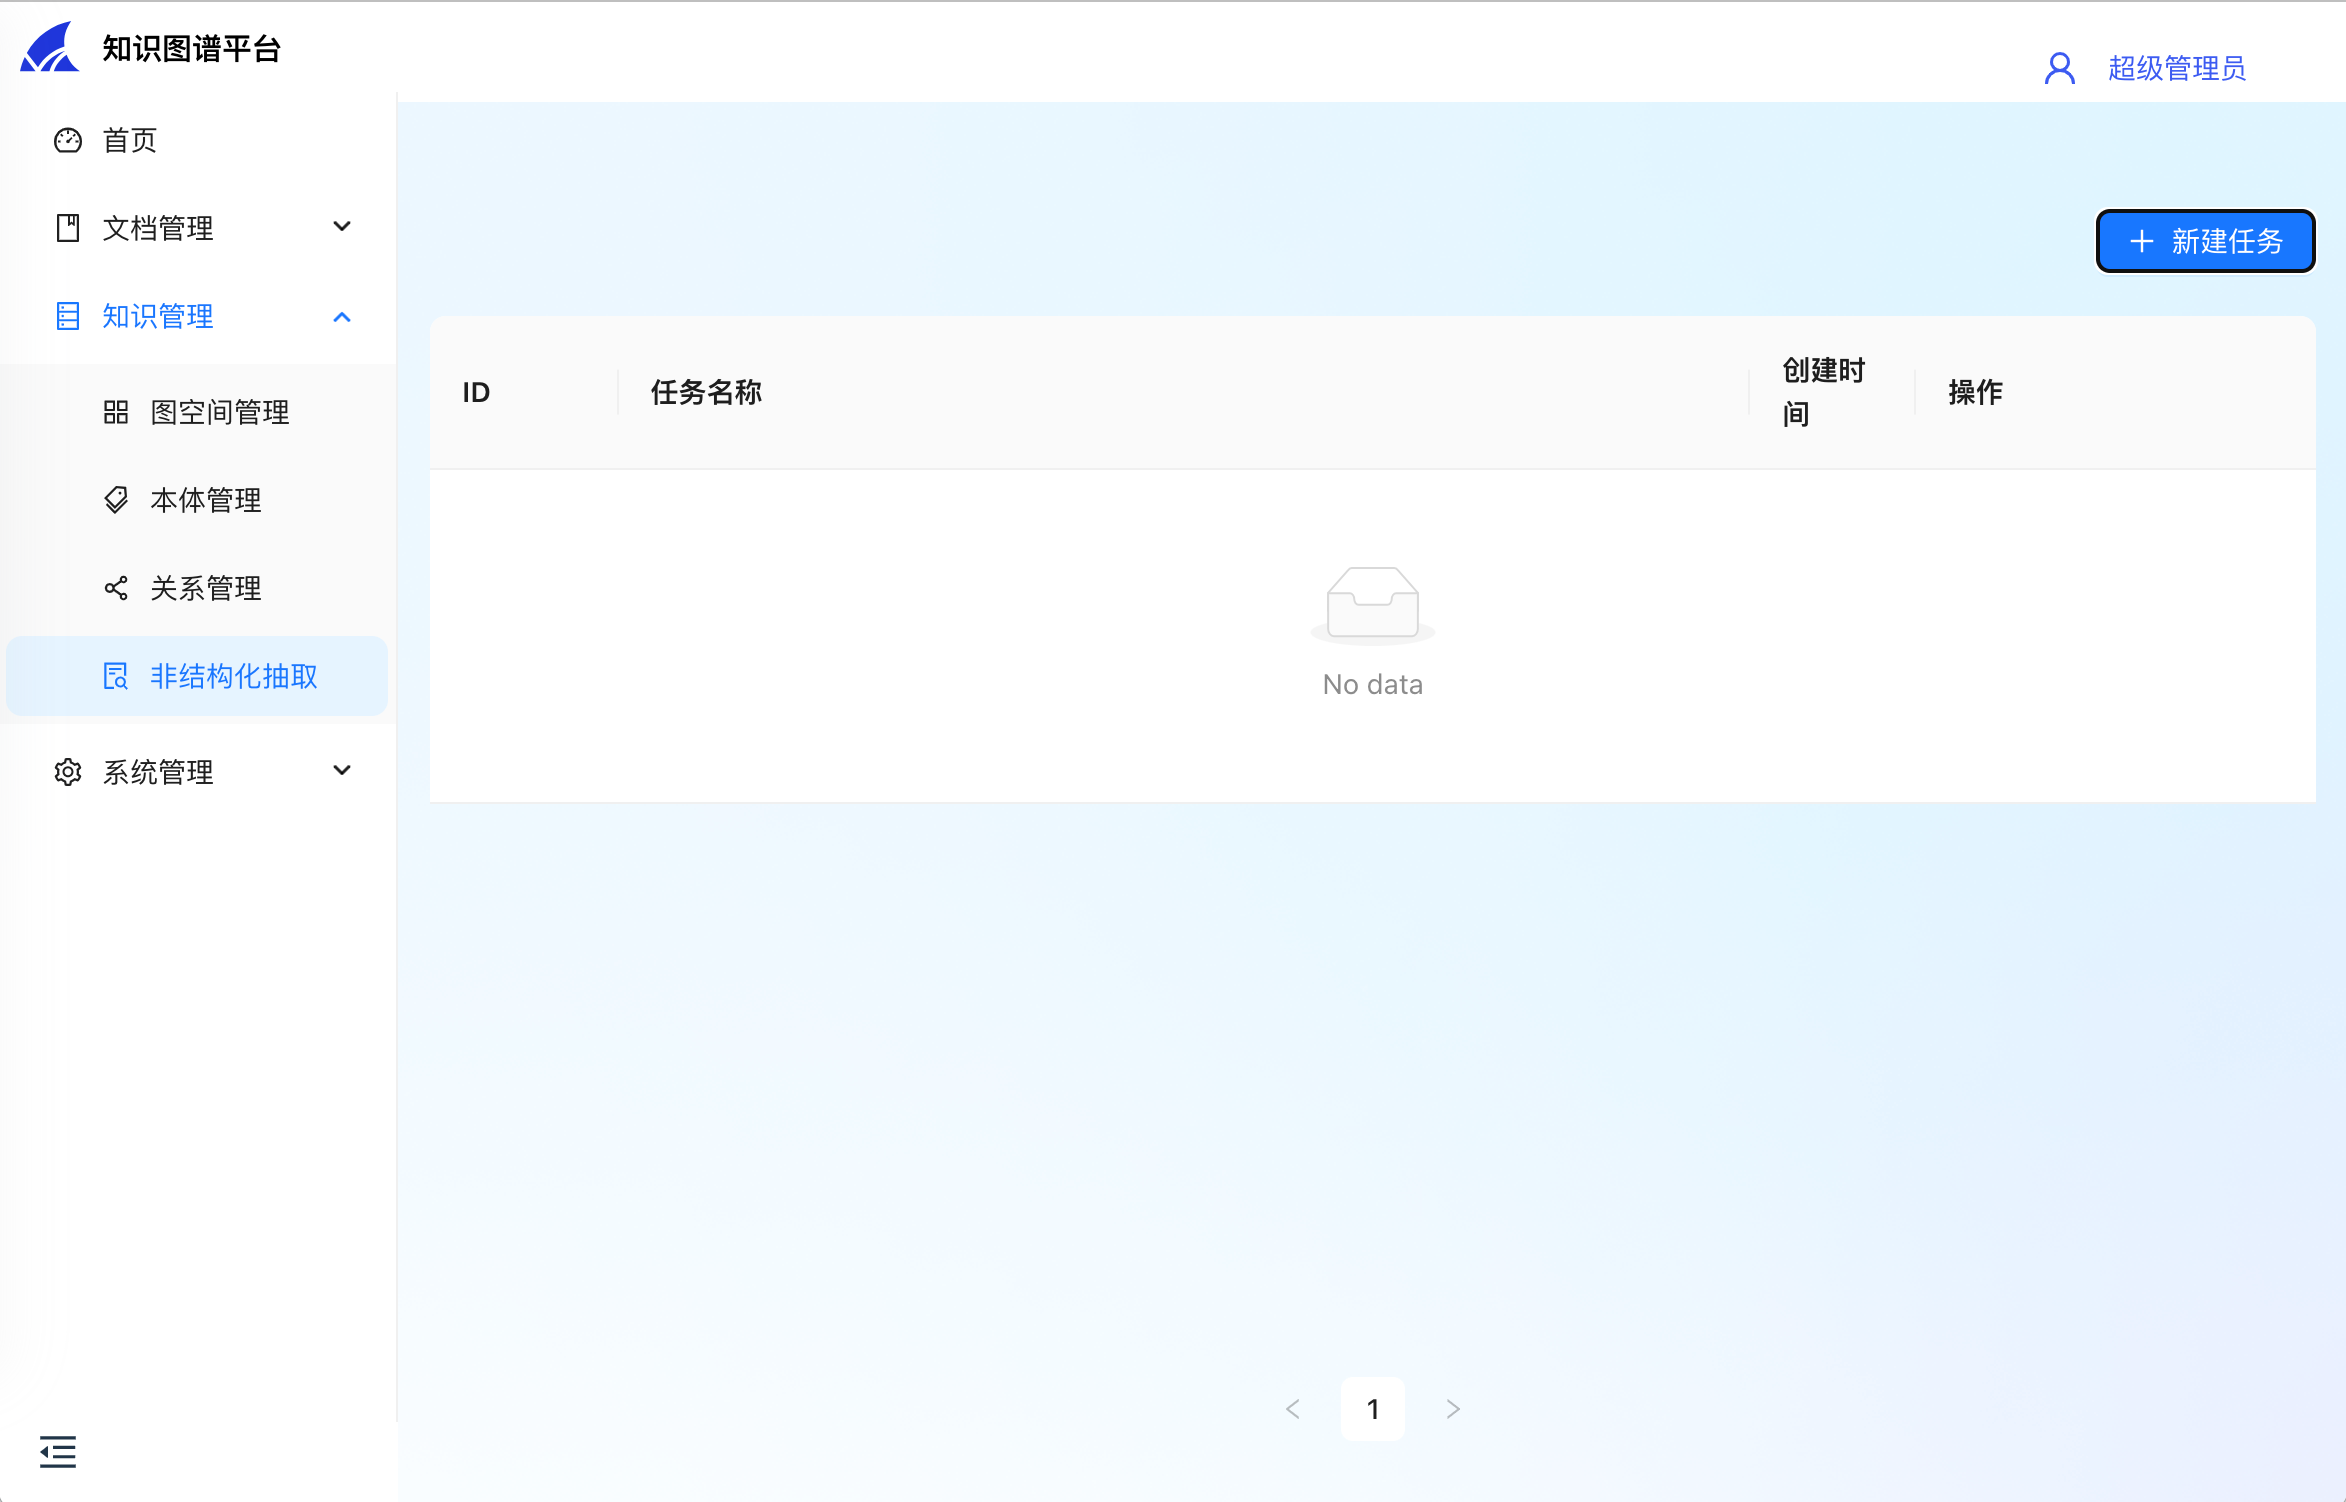 知识图谱平台
超级管理员
首页
文档管理
知识管理
图空间管理
本体管理
关系管理
非结构化抽取
系统管理
新建任务
ID
任务名称
创建时
间
操作
No data
1